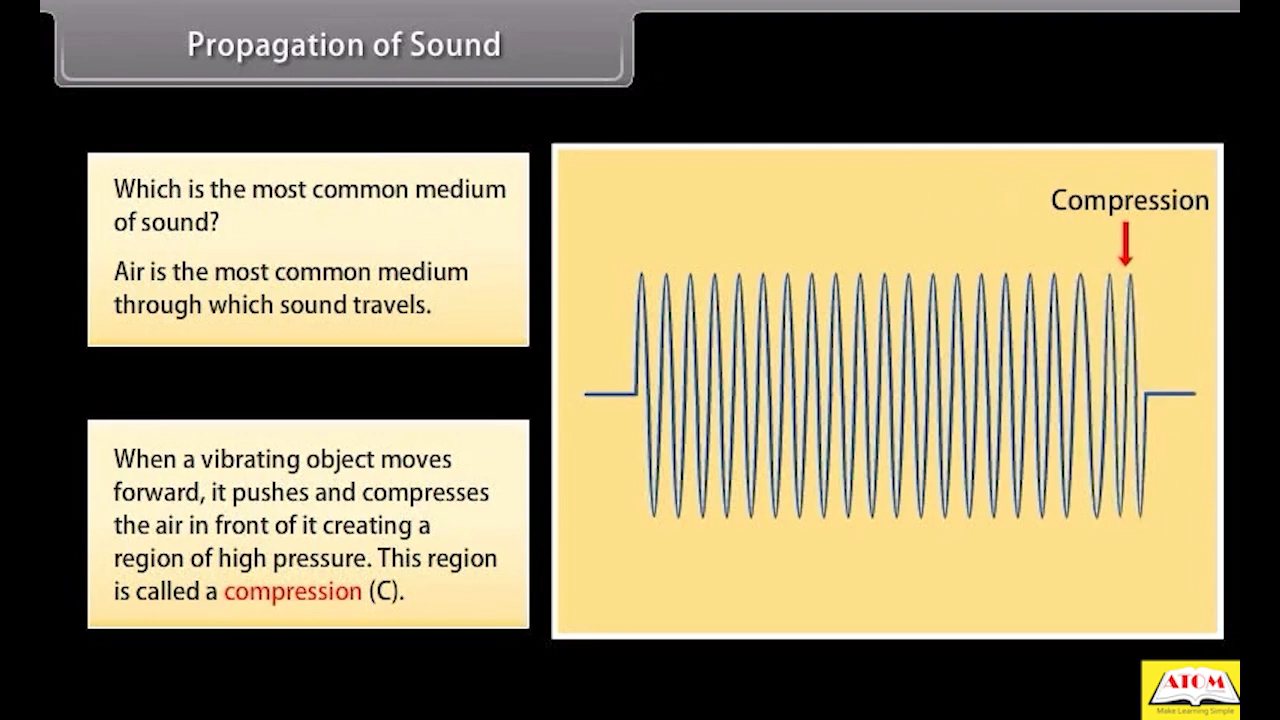 Propagation of Sound
Which is the most common medium
of sound?
Air is the most common medium
through which sound travels.
When a vibrating object moves
forward, it pushes and compresses
the air in front of it creating a
region of high pressure. This region
is called a compression (C).
Compression
ATOM
Make Learning Simple